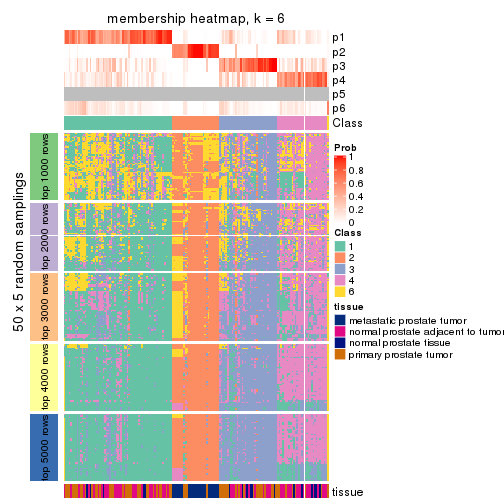 membership heatmap, k = 6
p1
p2
p3
p4
p5
p6
Class
50 x 5 random samplings
top 1000 rows
top 2000 rows
top 3000 rows
top 4000 rows
top 5000 rows
Prob
1
0.8
0.6
0.4
0.2
0
Class
1
2
3
4
6
tissue
metastatic prostate tumor
normal prostate adjacent to tumor
normal prostate tissue
primary prostate tumor
tissue